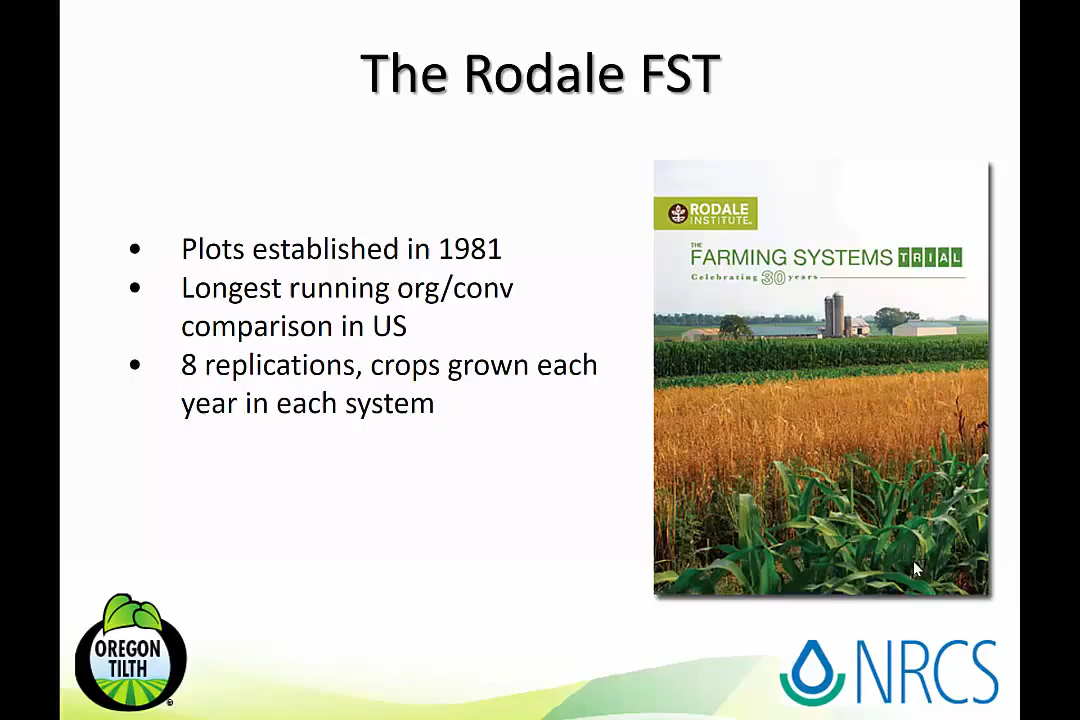 The Rodale FST
• Plots established in 1981
• Longest running org/conv
comparison in US
• 8 replications, crops grown each
year in each system
RODALE
INSTITUTE
THE
FARMING SYSTEMS TRIAL
Celebrating 30 years
OREGON
TILTH
NRCS